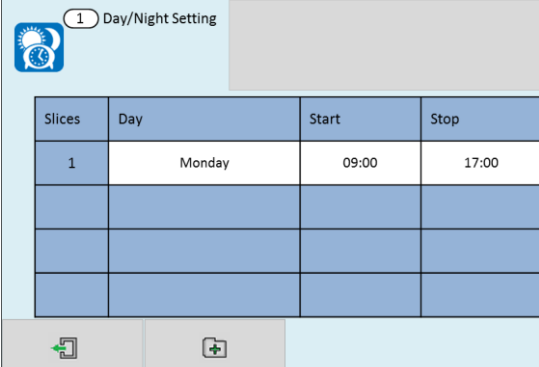 1 Day/Night Setting
Slices Day Start Stop
1 Monday 09:00 17:00